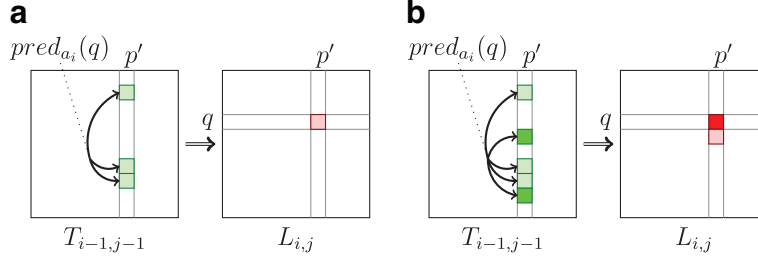 a
pred_{a_i}(q) p′
q
⇒
T_{i−1,j−1} L_{i,j}
b
pred_{a_i}(q) p′
q
⇒
T_{i−1,j−1} L_{i,j}
p′
p′